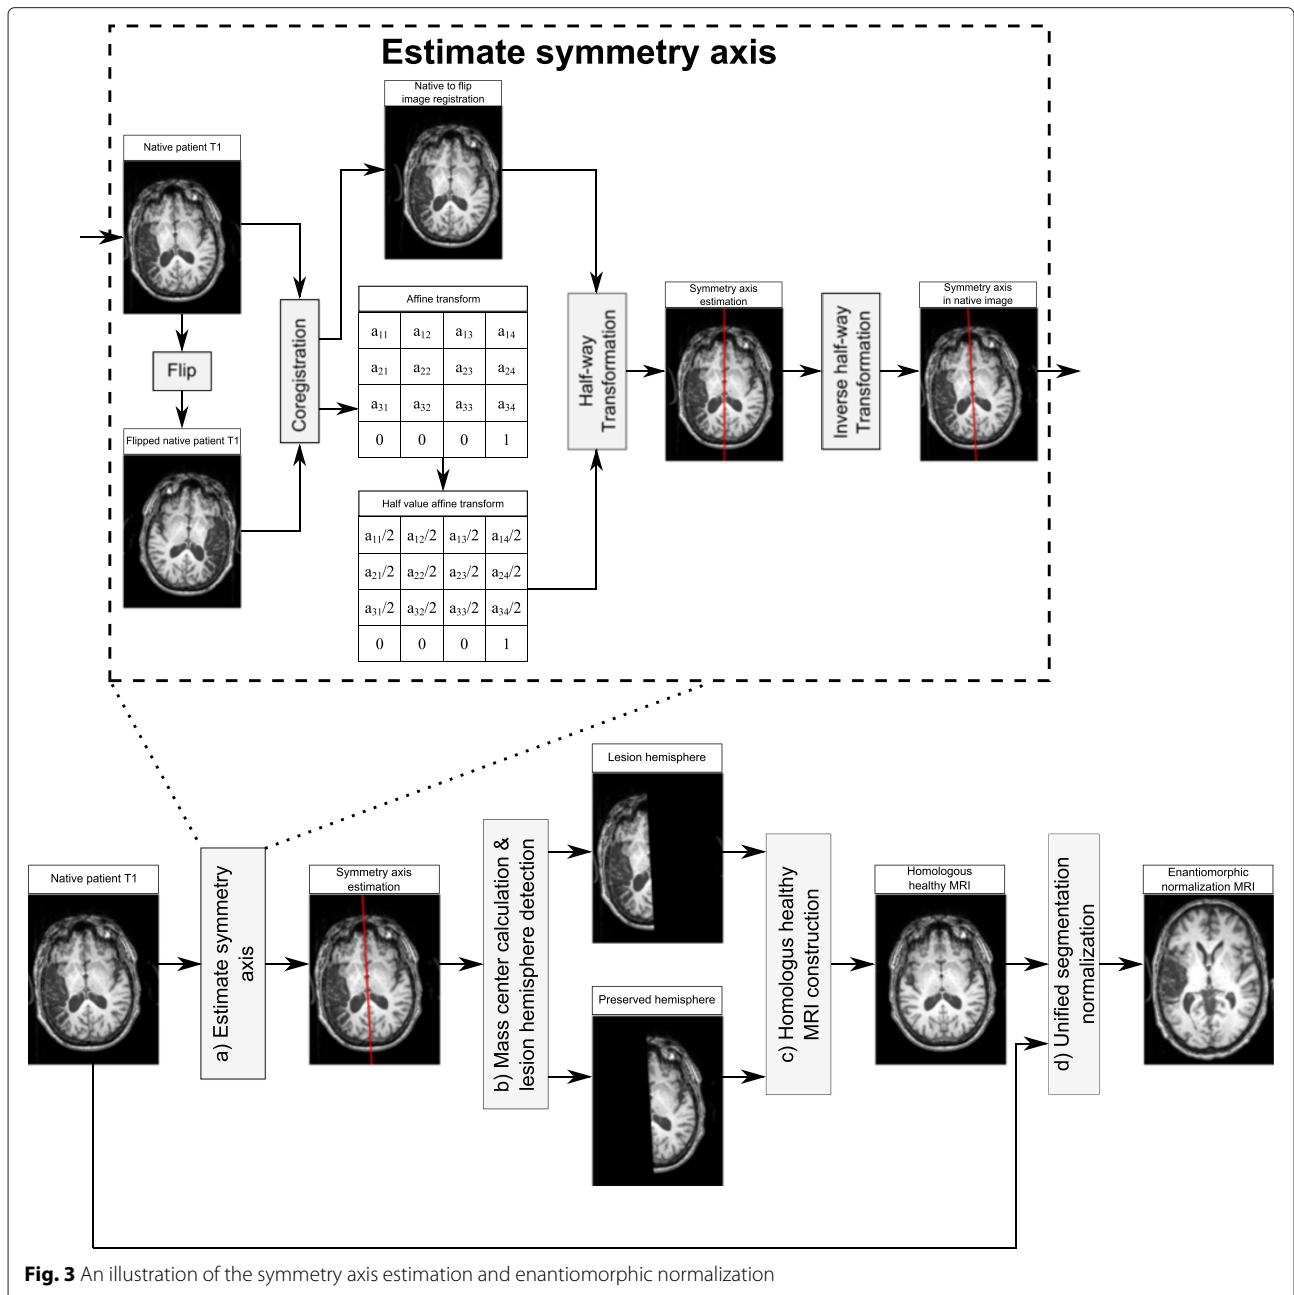 Estimate symmetry axis
Native to flip
image registration
Native patient T1
Flip
Flipped native patient T1
Coregistration
Affine transform
a11 a12 a13 a14
a21 a22 a23 a24
a31 a32 a33 a34
0 0 0 1
Half value affine transform
a11/2 a12/2 a13/2 a14/2
a21/2 a22/2 a23/2 a24/2
a31/2 a32/2 a33/2 a34/2
0 0 0 1
Half-way
Transformation
Symmetry axis
estimation
Inverse half-way
Transformation
Symmetry axis
in native image
Native patient T1
a) Estimate symmetry
axis
Symmetry axis
estimation
b) Mass center calculation &
lesion hemisphere detection
Lesion hemisphere
Preserved hemisphere
c) Homologous healthy
MRI construction
Homologous
healthy MRI
d) Unified segmentation
normalization
Enantiomorphic
normalization MRI
Fig. 3 An illustration of the symmetry axis estimation and enantiomorphic normalization